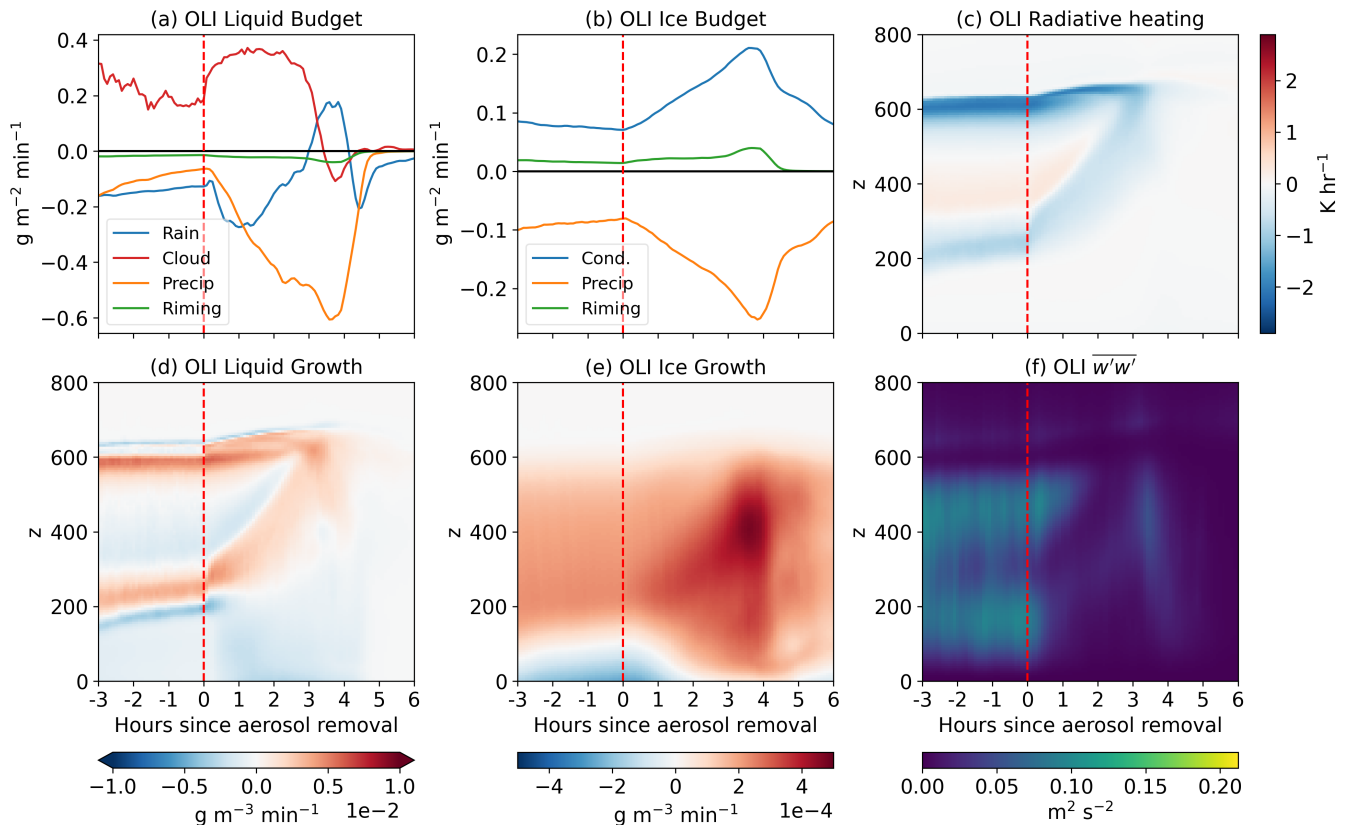 (a) OLI Liquid Budget
0.4
0.2
0.0
−0.2
−0.4
−0.6
g m⁻² min⁻¹
Rain
Cloud
Precip
Riming
(b) OLI Ice Budget
0.2
0.1
0.0
−0.1
−0.2
g m⁻² min⁻¹
Cond.
Precip
Riming
(c) OLI Radiative heating
800
600
400
200
0
z
2
1
0
−1
−2
K hr⁻¹
(d) OLI Liquid Growth
800
600
400
200
0
z
-3 -2 -1 0 1 2 3 4 5 6
Hours since aerosol removal
−1.0 −0.5 0.0 0.5 1.0
1e−2
g m⁻³ min⁻¹
(e) OLI Ice Growth
800
600
400
200
0
z
-3 -2 -1 0 1 2 3 4 5 6
Hours since aerosol removal
−4 −2 0 2 4
1e−4
g m⁻³ min⁻¹
(f) OLI w′w′
800
600
400
200
0
z
-3 -2 -1 0 1 2 3 4 5 6
Hours since aerosol removal
0.00 0.05 0.10 0.15 0.20
m² s⁻²